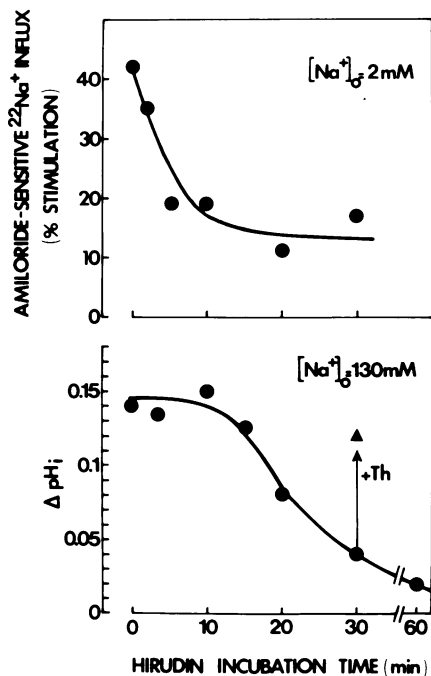 AMILORIDE-SENSITIVE ²²Na⁺ INFLUX
(% STIMULATION)
40
30
20
10
0
[Na⁺]ₒ=2mM
ΔpHᵢ
0.15
0.1
0.05
0
[Na⁺]ₒ=130mM
+Th
0 10 20 30 60
HIRUDIN INCUBATION TIME (min)